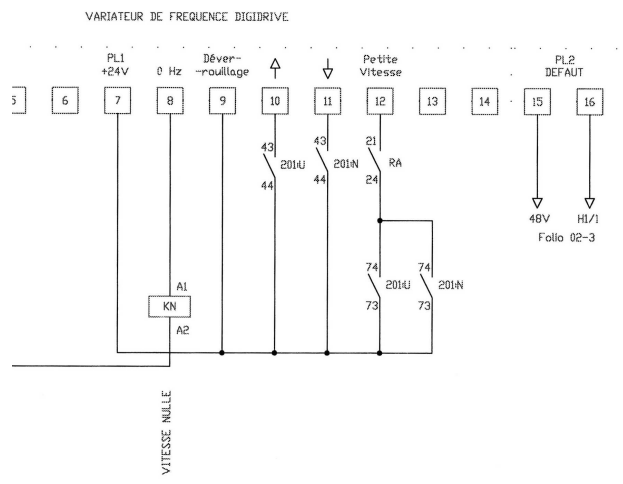 VARIATEUR DE FREQUENCE DIGIDRIVE
PL1
+24V
0 Hz
Déver-
-rouillage
Petite
Vitesse
PL2
DEFAUT
6 7 8 9 10 11 12 13 14 15 16
43 43 21
201U 201N RA
44 44 24
48V H1/1
Folio 02-3
74 74
201U 201N
73 73
A1
KN
A2
VITESSE NULLE